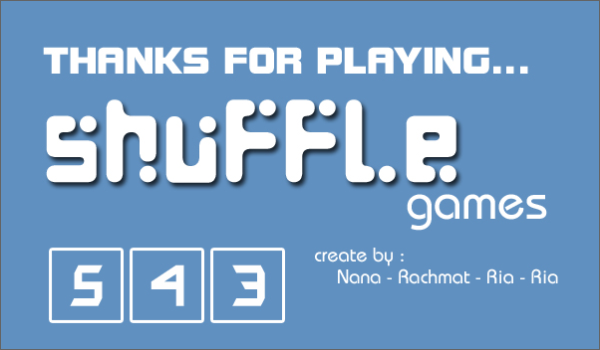 THANKS FOR PLAYING...
shuffle
games
5 4 3
create by :
Nana - Rachmat - Ria - Ria